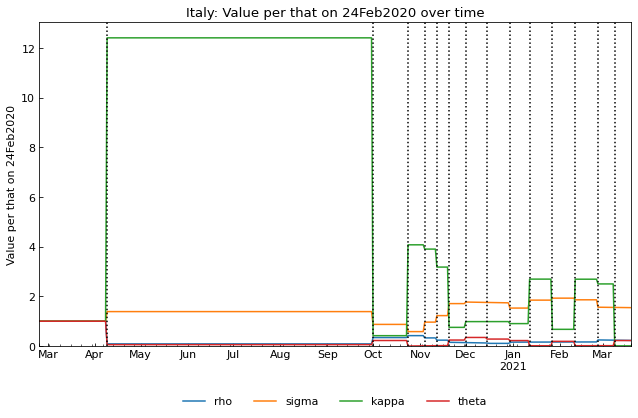 Italy: Value per that on 24Feb2020 over time
Value per that on 24Feb2020
12
10
8
6
4
2
0
Mar Apr May Jun Jul Aug Sep Oct Nov Dec Jan Feb Mar
2021
rho sigma kappa theta